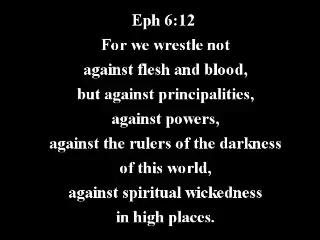 Eph 6:12
For we wrestle not
against flesh and blood,
but against principalities,
against powers,
against the rulers of the darkness
of this world,
against spiritual wickedness
in high places.